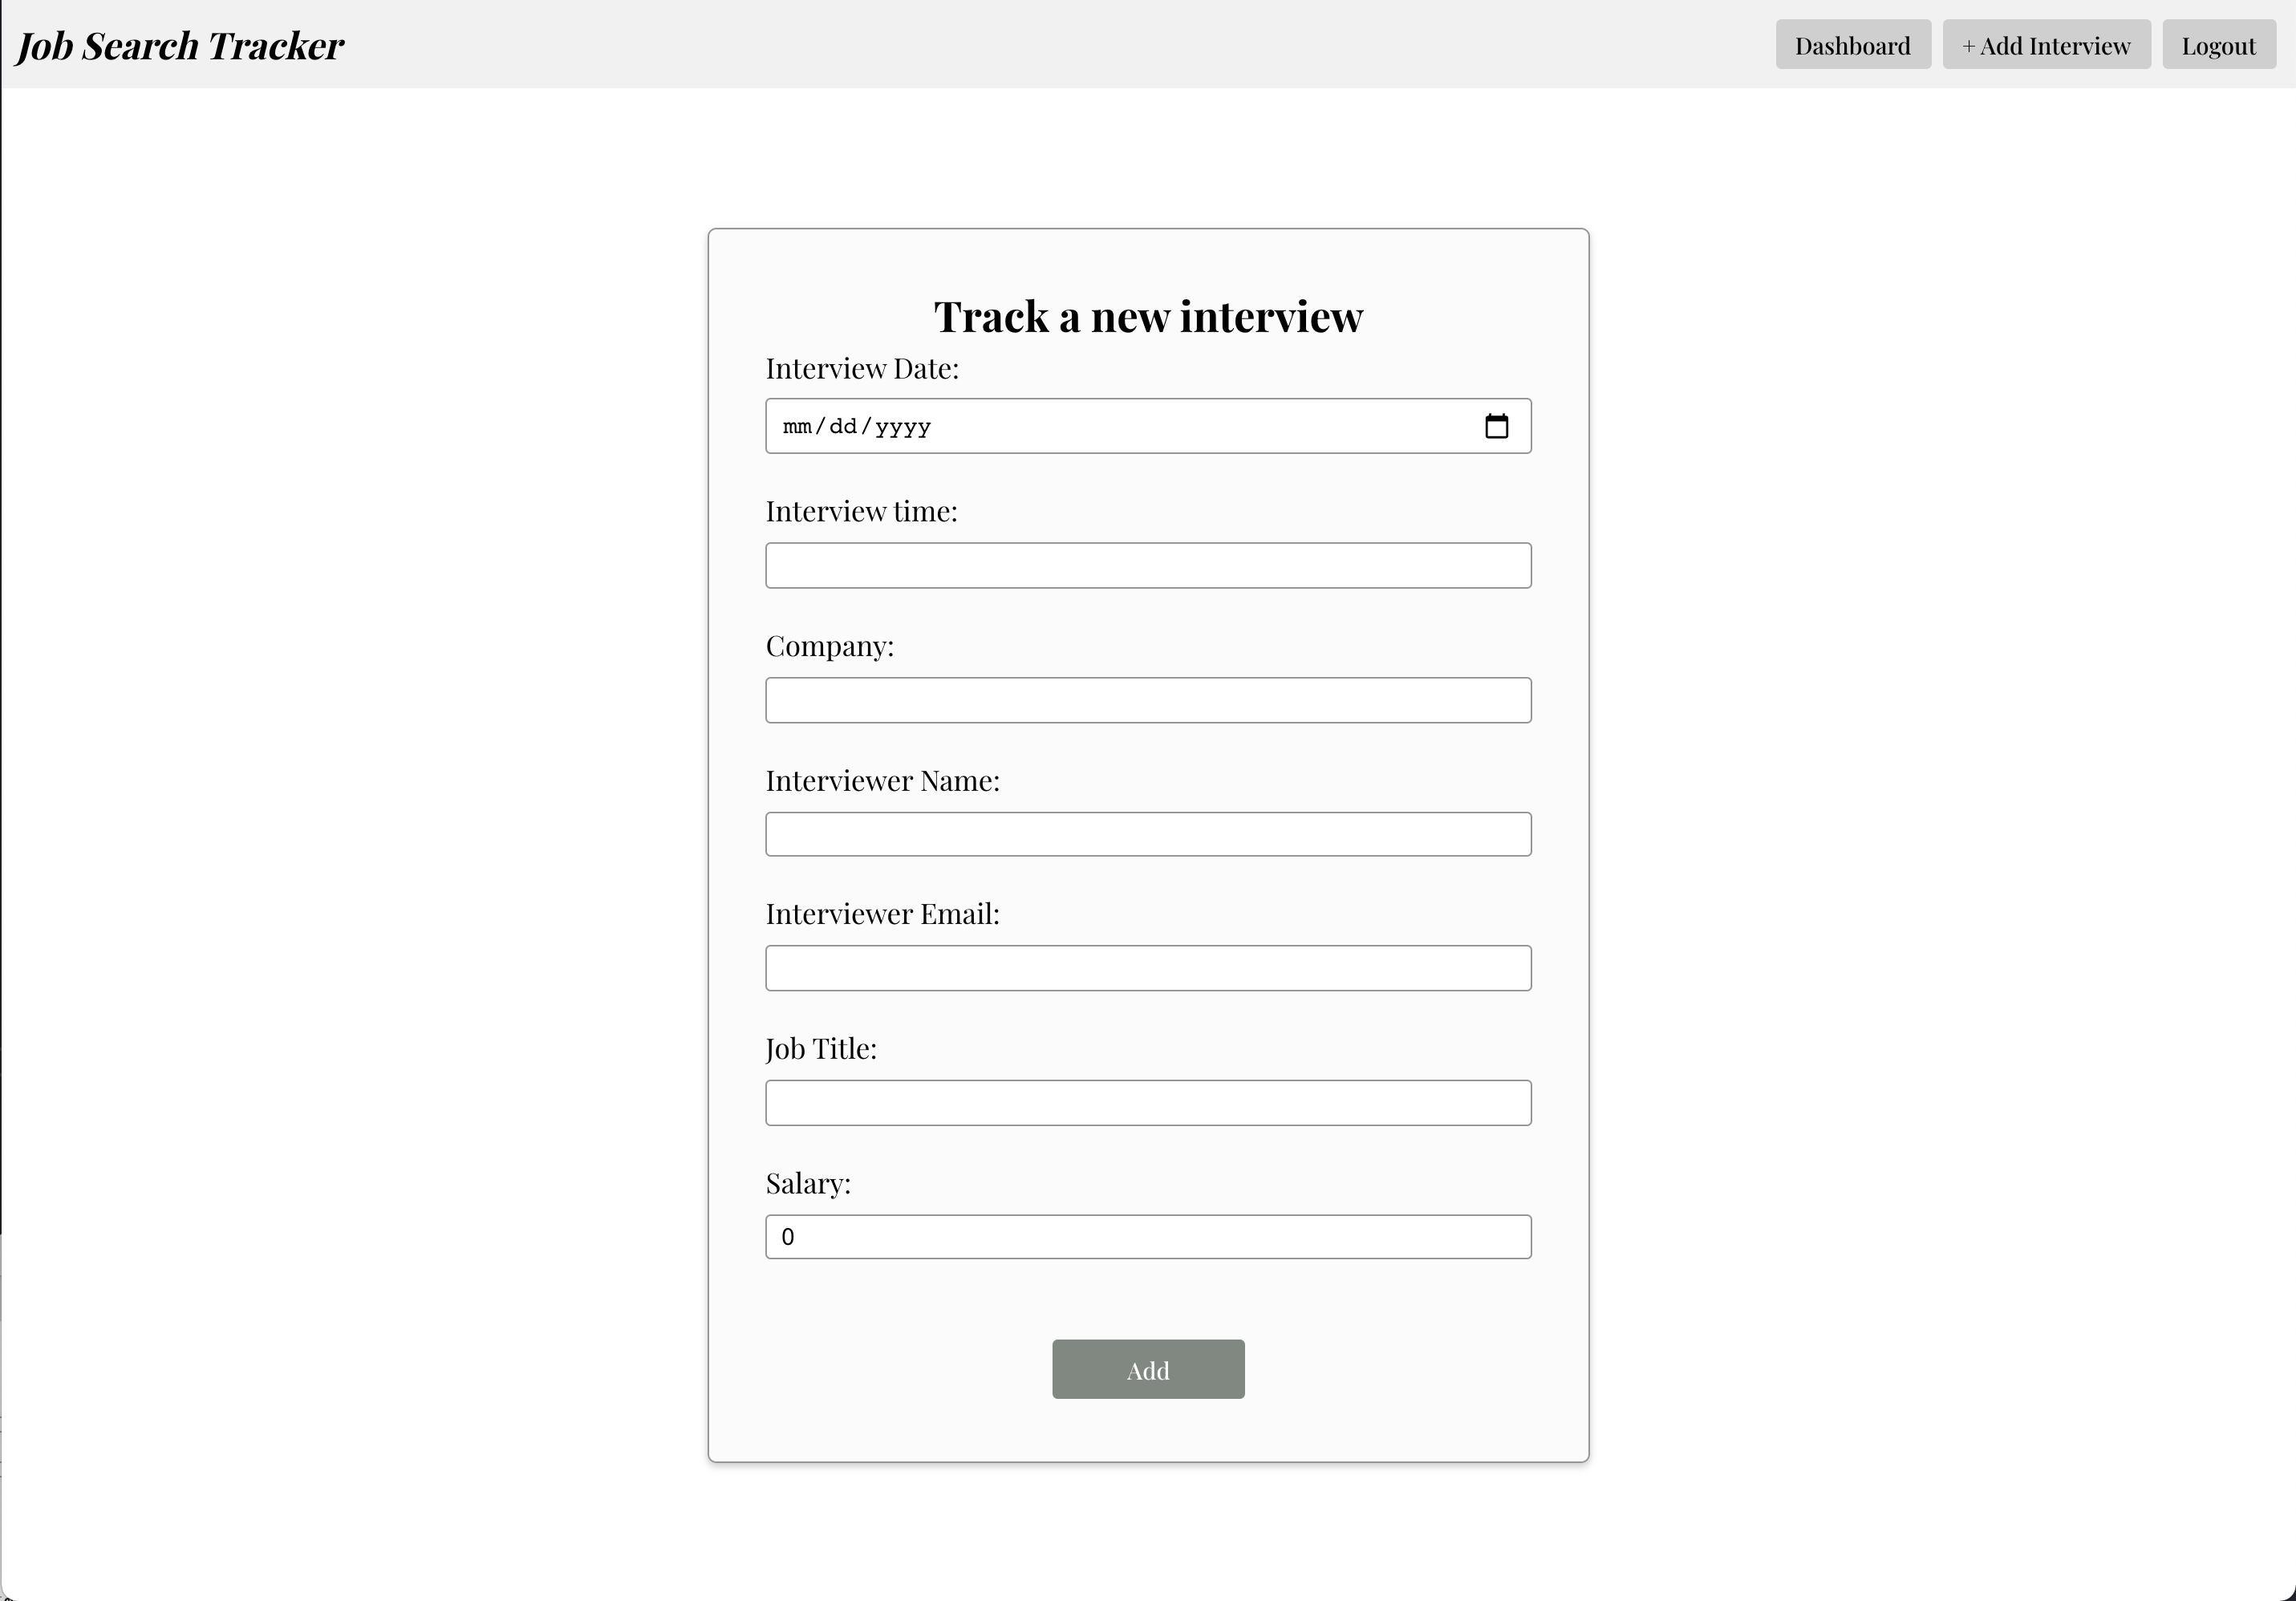 Job Search Tracker
Dashboard
+ Add Interview
Logout
Track a new interview
Interview Date:
mm/dd/yyyy
Interview time:
Company:
Interviewer Name:
Interviewer Email:
Job Title:
Salary:
0
Add